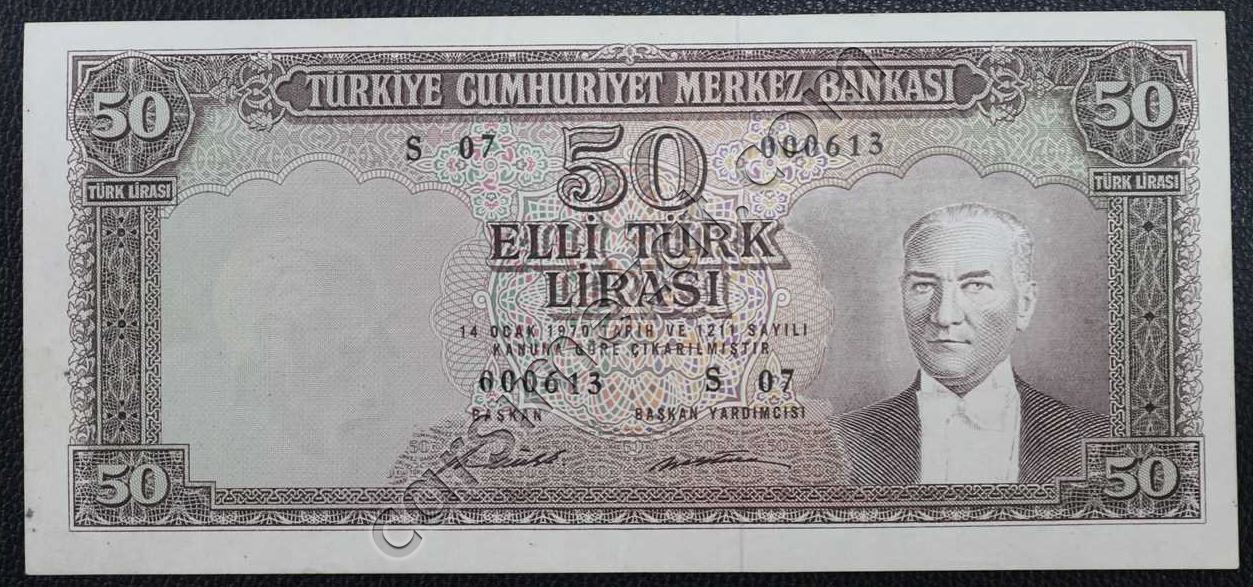 TÜRKİYE CUMHURİYET MERKEZ BANKASI
50 50
S 07 50 000613
TÜRK LİRASI TÜRK LİRASI
ELLİ TÜRK
LİRASI
14 OCAK 1970 TARİH VE 1211 SAYILI
KANUNA GÖRE ÇIKARILMIŞTIR
000613 S 07
BAŞKAN BAŞKAN YARDIMCISI
50 50